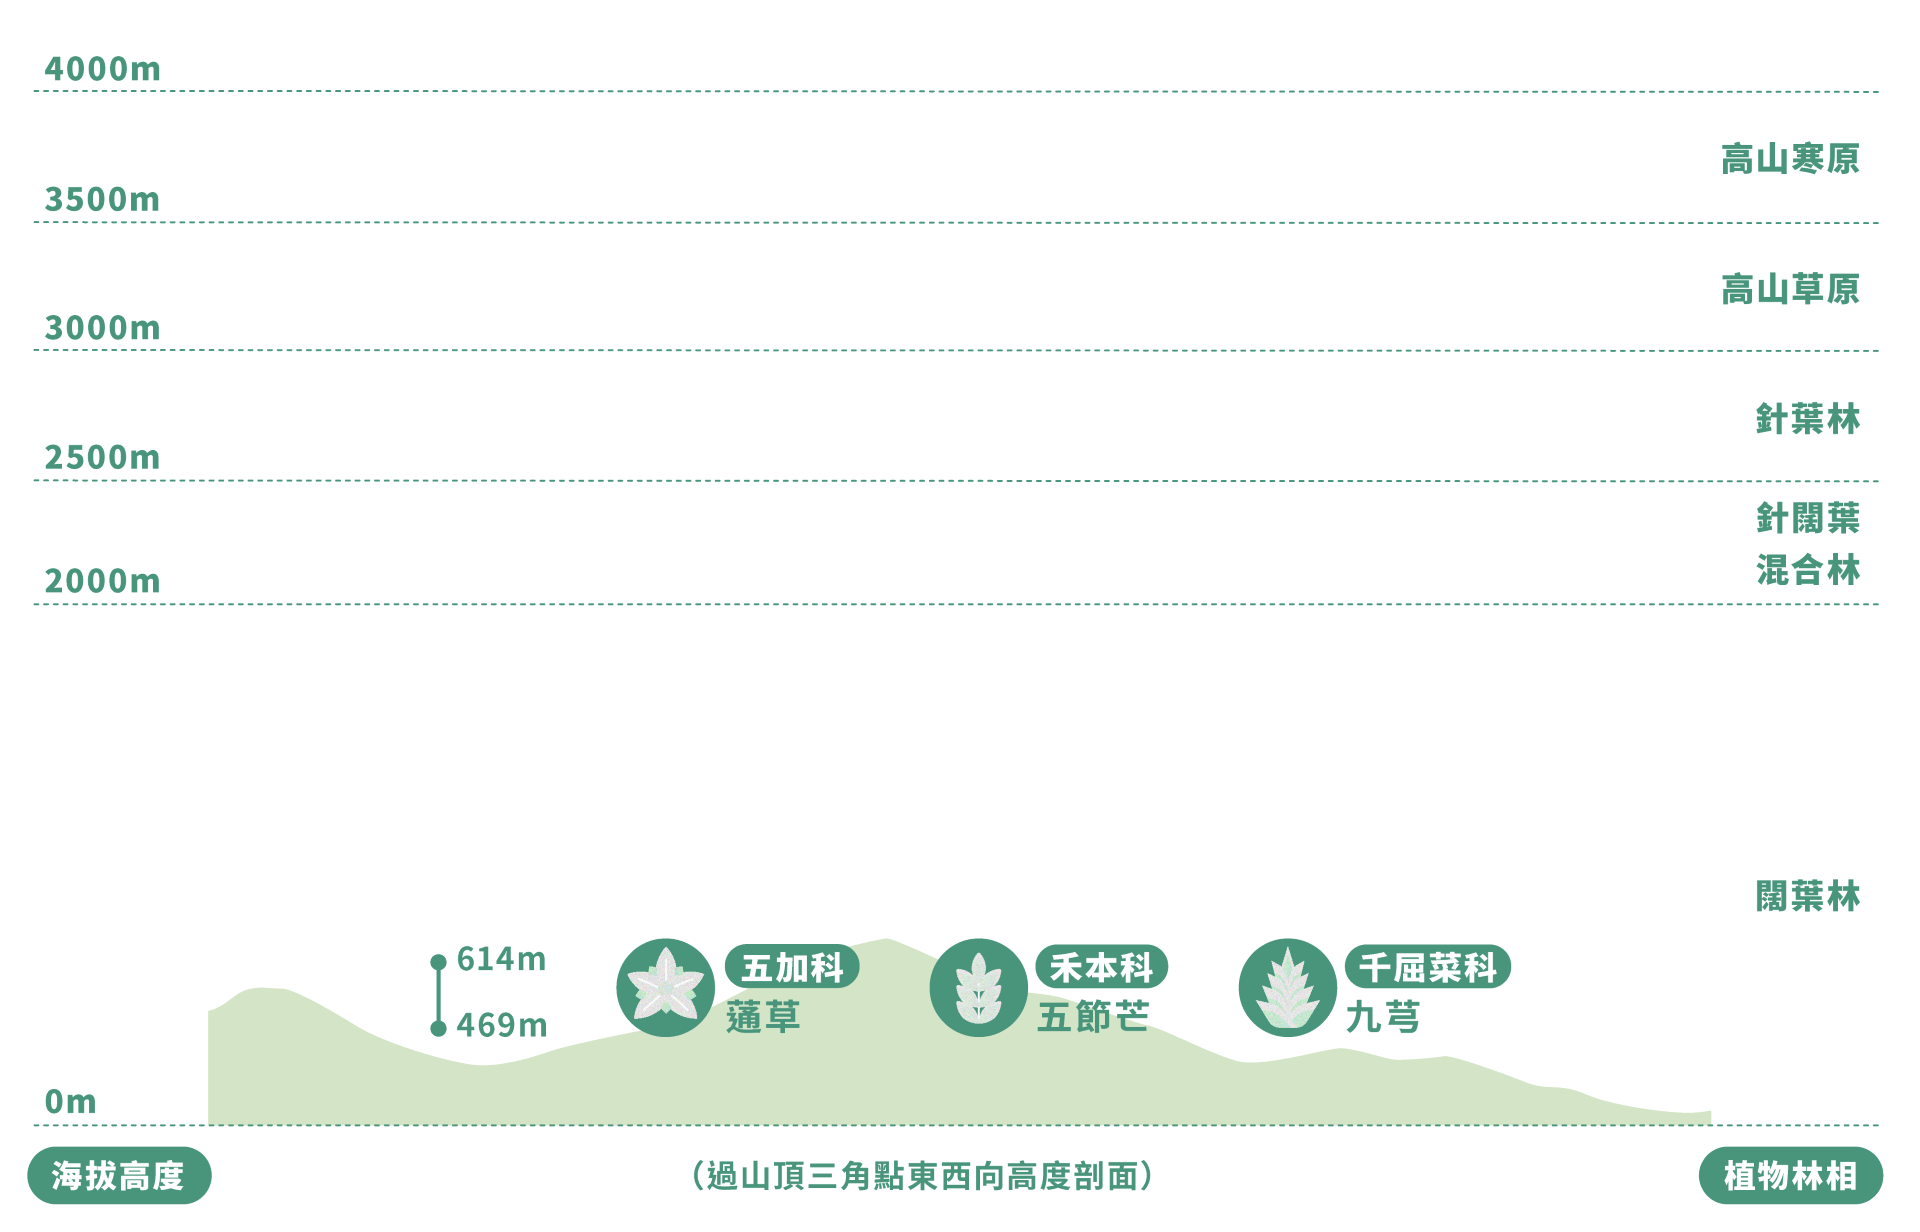 4000m
高山寒原
3500m
高山草原
3000m
針葉林
2500m
針闊葉
混合林
2000m
闊葉林
614m
469m
五加科
蓪草
禾本科
五節芒
千屈菜科
九芎
0m
海拔高度
（過山頂三角點東西向高度剖面）
植物林相